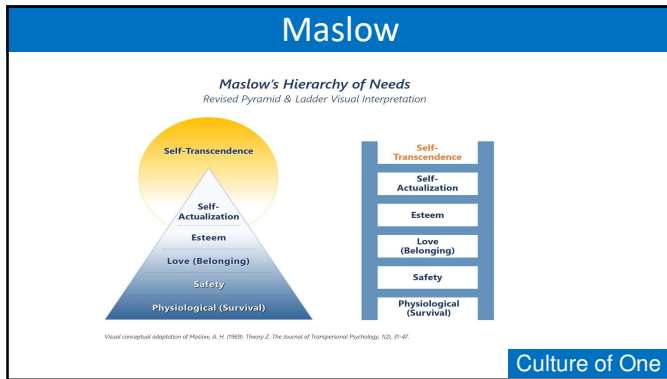 Maslow
Maslow's Hierarchy of Needs
Revised Pyramid & Ladder Visual Interpretation
Self-Transcendence
Self-
Actualization
Esteem
Love (Belonging)
Safety
Physiological (Survival)
Self-
Transcendence
Self-
Actualization
Esteem
Love
(Belonging)
Safety
Physiological
(Survival)
Visual conceptual adaptation of Maslow, A. H. (1969). Theory Z. The Journal of Transpersonal Psychology, 1(2), 31-47.
Culture of One